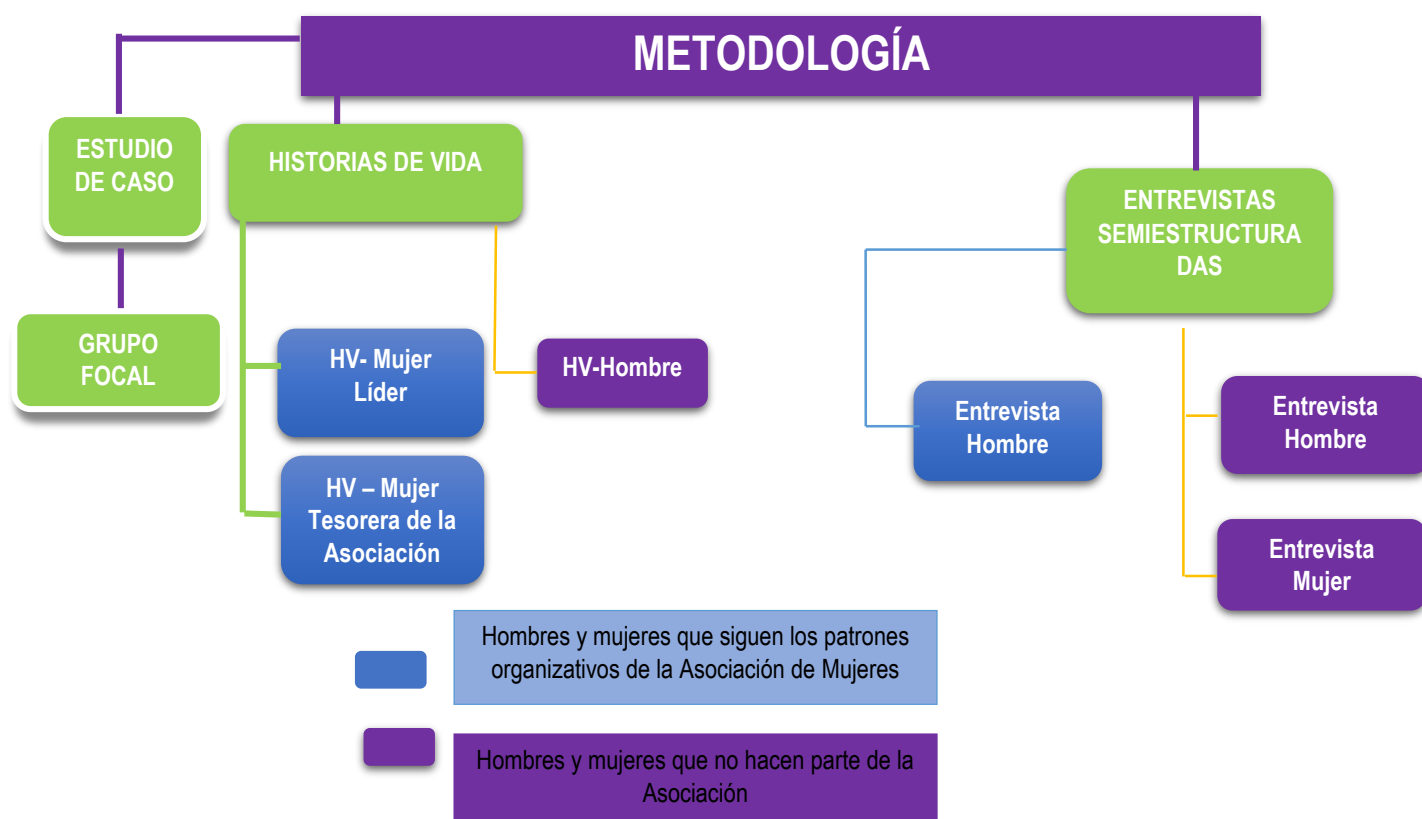 METODOLOGÍA
ESTUDIO
DE CASO
HISTORIAS DE VIDA
ENTREVISTAS
SEMIESTRUCTURA
DAS
GRUPO
FOCAL
HV- Mujer
Líder
HV-Hombre
Entrevista
Hombre
Entrevista
Hombre
HV – Mujer
Tesorera de la
Asociación
Entrevista
Mujer
Hombres y mujeres que siguen los patrones
organizativos de la Asociación de Mujeres
Hombres y mujeres que no hacen parte de la
Asociación